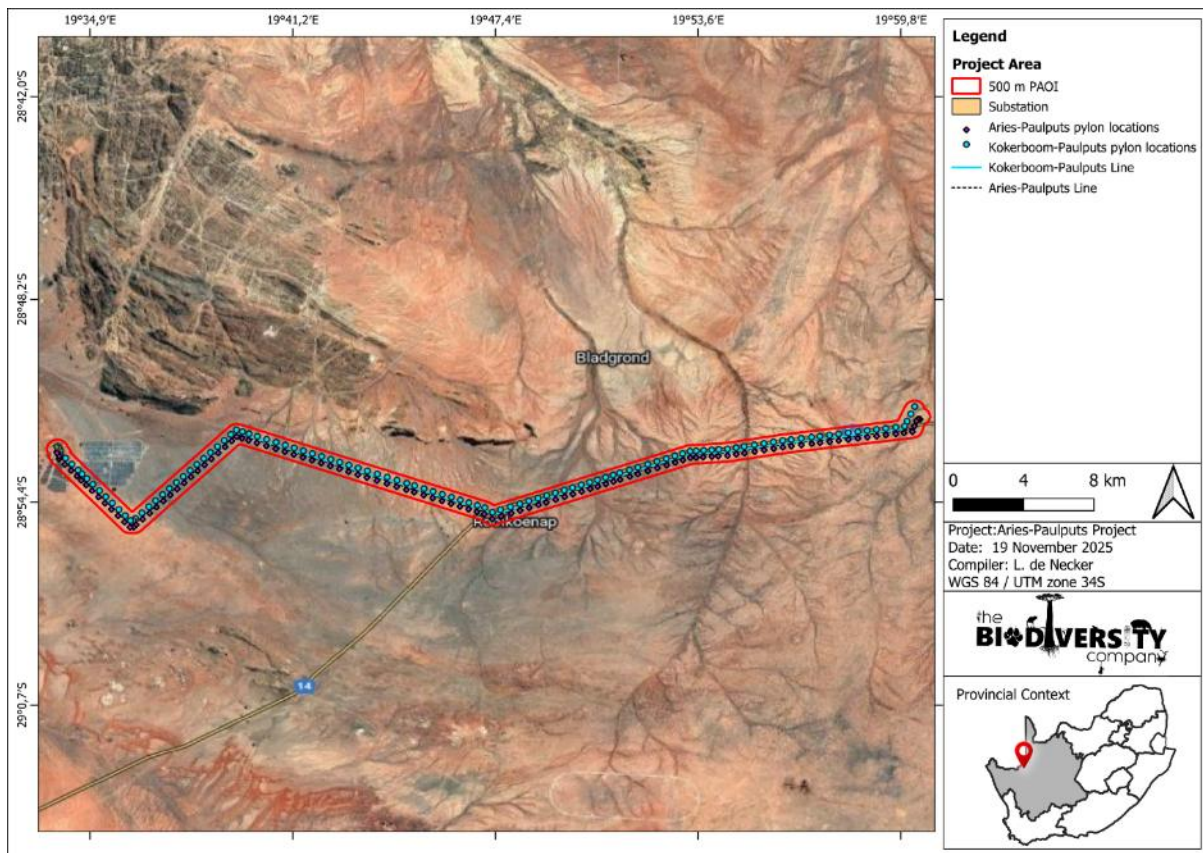 19°34,9'E 19°41,2'E 19°47,4'E 19°53,6'E 19°59,8'E
28°42,0'S
28°48,2'S
28°54,4'S
29°0,7'S
Bladgrond
14
Legend
Project Area
500 m PAOI
Substation
Aries-Paulputs pylon locations
Kokerboom-Paulputs pylon locations
Kokerboom-Paulputs Line
Aries-Paulputs Line
0 4 8 km
Project:Aries-Paulputs Project
Date: 19 November 2025
Compiler: L. de Necker
WGS 84 / UTM zone 34S
the
BIODIVERSITY
company
Provincial Context